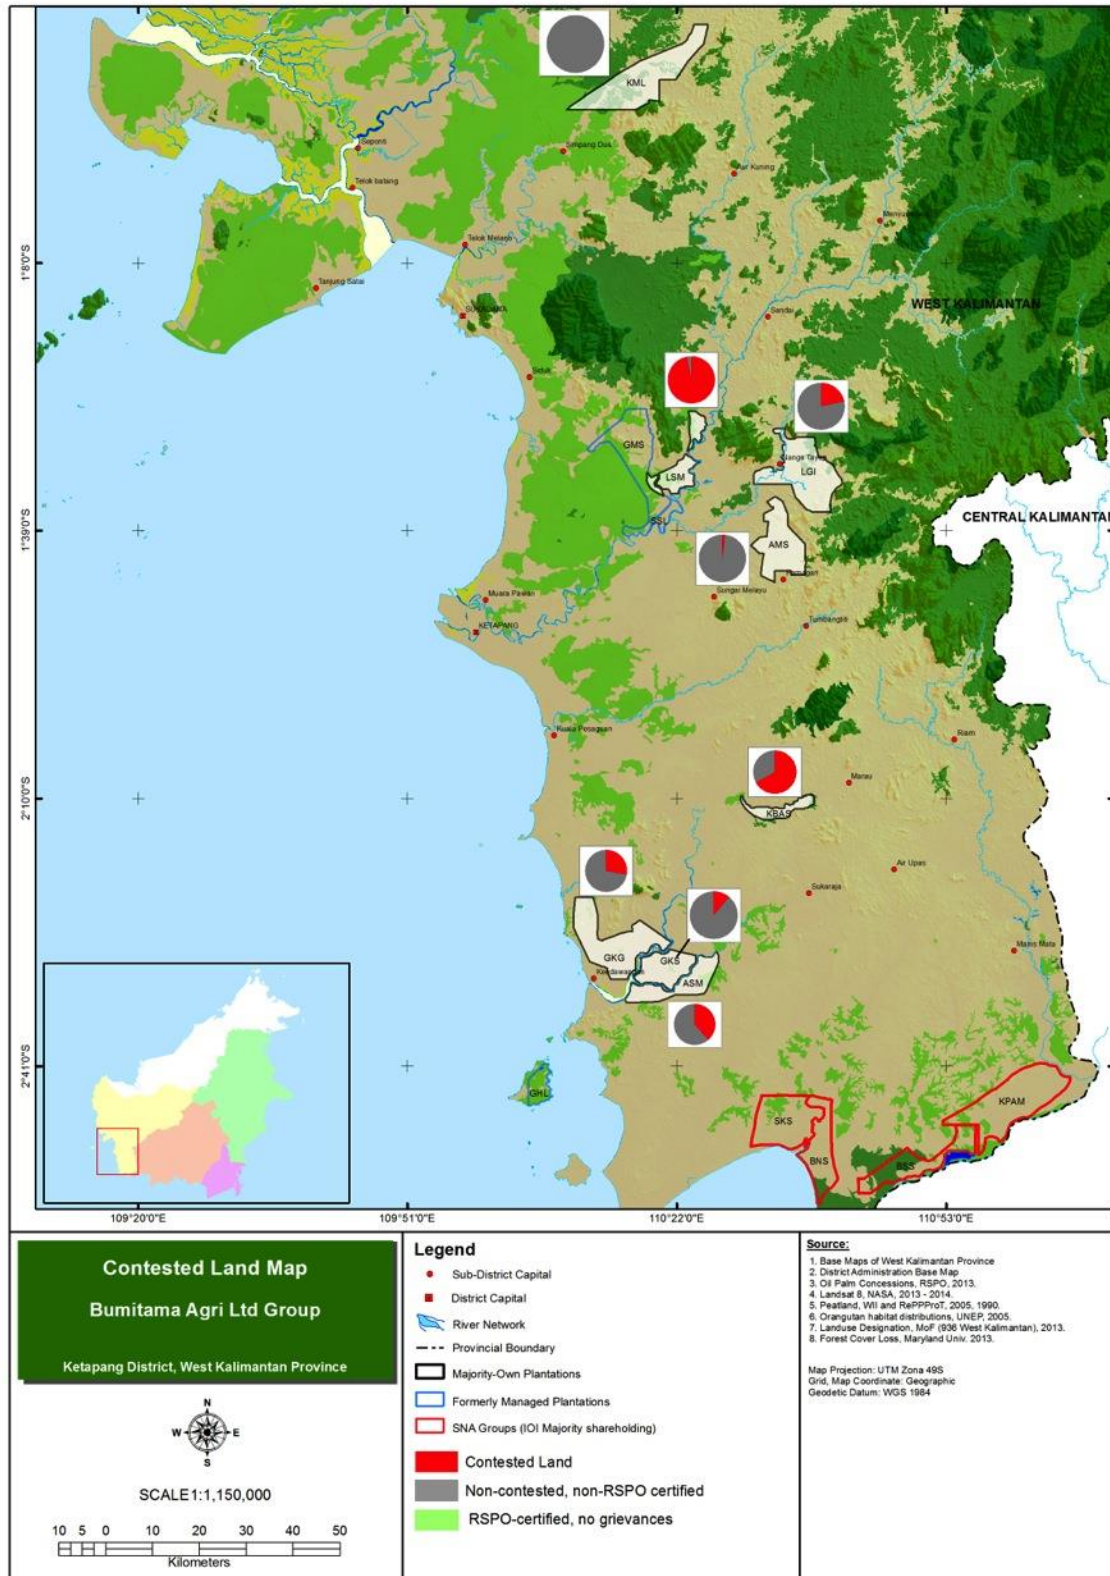 KML
Seponti
Simpang Dua
Air Kuning
Telok batang
Telok Melano
1°8'0"S
Tanjung Satai
SUKADANA
WEST KALIMANTAN
Sandai
Siduk
GMS
LSM
Nanga Tayap
LGI
SSL
1°39'0"S
CENTRAL KALIMANTAN
AMS
Sungai Melayu
Muara Pawan
KETAPANG
Kuala Pesaguan
Riam
Marau
2°10'0"S
KBAS
Air Upas
Sukaraja
Manis Mata
GKG
GKS
ASM
2°41'0"S
GHL
SKS
KPAM
BNS
BSS
109°20'0"E
109°51'0"E
110°22'0"E
110°53'0"E
Contested Land Map
Bumitama Agri Ltd Group
Ketapang District, West Kalimantan Province
N
W
E
S
SCALE1:1,150,000
10 5 0 10 20 30 40 50
Kilometers
Legend
Sub-District Capital
District Capital
River Network
Provincial Boundary
Majority-Own Plantations
Formerly Managed Plantations
SNA Groups (IOI Majority shareholding)
Contested Land
Non-contested, non-RSPO certified
RSPO-certified, no grievances
Source:
1. Base Maps of West Kalimantan Province
2. District Administration Base Map
3. Oil Palm Concessions, RSPO, 2013.
4. Landsat 8, NASA, 2013 - 2014.
5. Peatland, WII and RePPProT, 2005, 1990.
6. Orangutan habitat distributions, UNEP, 2005.
7. Landuse Designation, MoF (936 West Kalimantan), 2013.
8. Forest Cover Loss, Maryland Univ. 2013.
Map Projection: UTM Zona 49S
Grid, Map Coordinate: Geographic
Geodetic Datum: WGS 1984